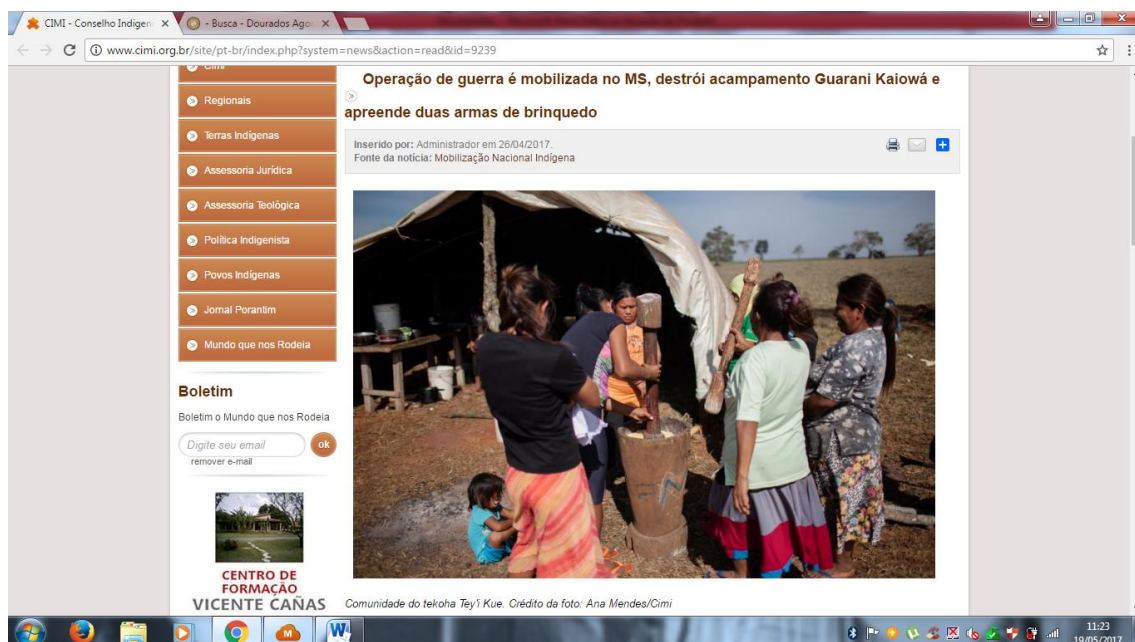 CIMI - Conselho Indigen
- Busca - Dourados Ago
www.cimi.org.br/site/pt-br/index.php?system=news&action=read&id=9239
Cimi
Regionais
Terras Indígenas
Assessoria Jurídica
Assessoria Teológica
Política Indigenista
Povos Indígenas
Jornal Porantim
Mundo que nos Rodeia
Boletim
Boletim o Mundo que nos Rodeia
Digite seu email
ok
remover e-mail
CENTRO DE
FORMAÇÃO
VICENTE CAÑAS
Operação de guerra é mobilizada no MS, destrói acampamento Guarani Kaiowá e
apreende duas armas de brinquedo
Inserido por: Administrador em 26/04/2017.
Fonte da notícia: Mobilização Nacional Indígena
Comunidade do tekoha Tey'i Kue. Crédito da foto: Ana Mendes/Cimi
11:23
19/05/2017